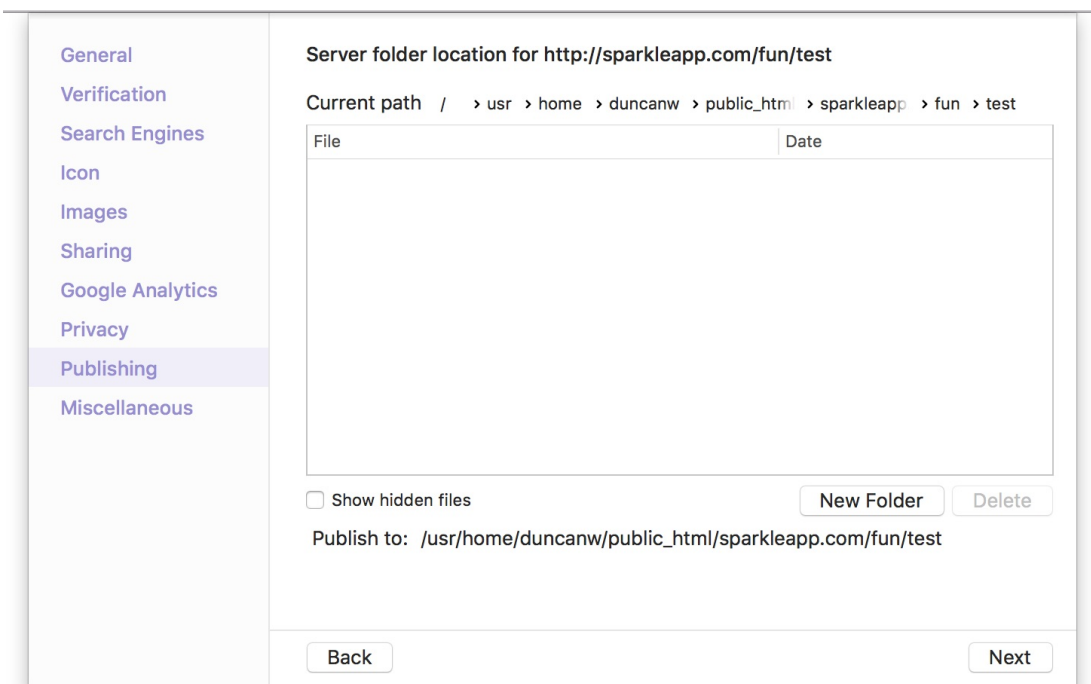 General
Verification
Search Engines
Icon
Images
Sharing
Google Analytics
Privacy
Publishing
Miscellaneous
Server folder location for http://sparkleapp.com/fun/test
Current path / › usr › home › duncanw › public_htm › sparkleapp › fun › test
File Date
Show hidden files New Folder Delete
Publish to: /usr/home/duncanw/public_html/sparkleapp.com/fun/test
Back Next